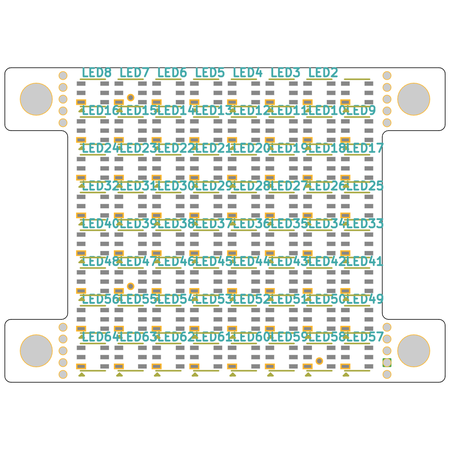 LED8 LED7 LED6 LED5 LED4 LED3 LED2
LED16 LED15 LED14 LED13 LED12 LED11 LED10 LED9
LED24 LED23 LED22 LED21 LED20 LED19 LED18 LED17
LED32 LED31 LED30 LED29 LED28 LED27 LED26 LED25
LED40 LED39 LED38 LED37 LED36 LED35 LED34 LED33
LED48 LED47 LED46 LED45 LED44 LED43 LED42 LED41
LED56 LED55 LED54 LED53 LED52 LED51 LED50 LED49
LED64 LED63 LED62 LED61 LED60 LED59 LED58 LED57